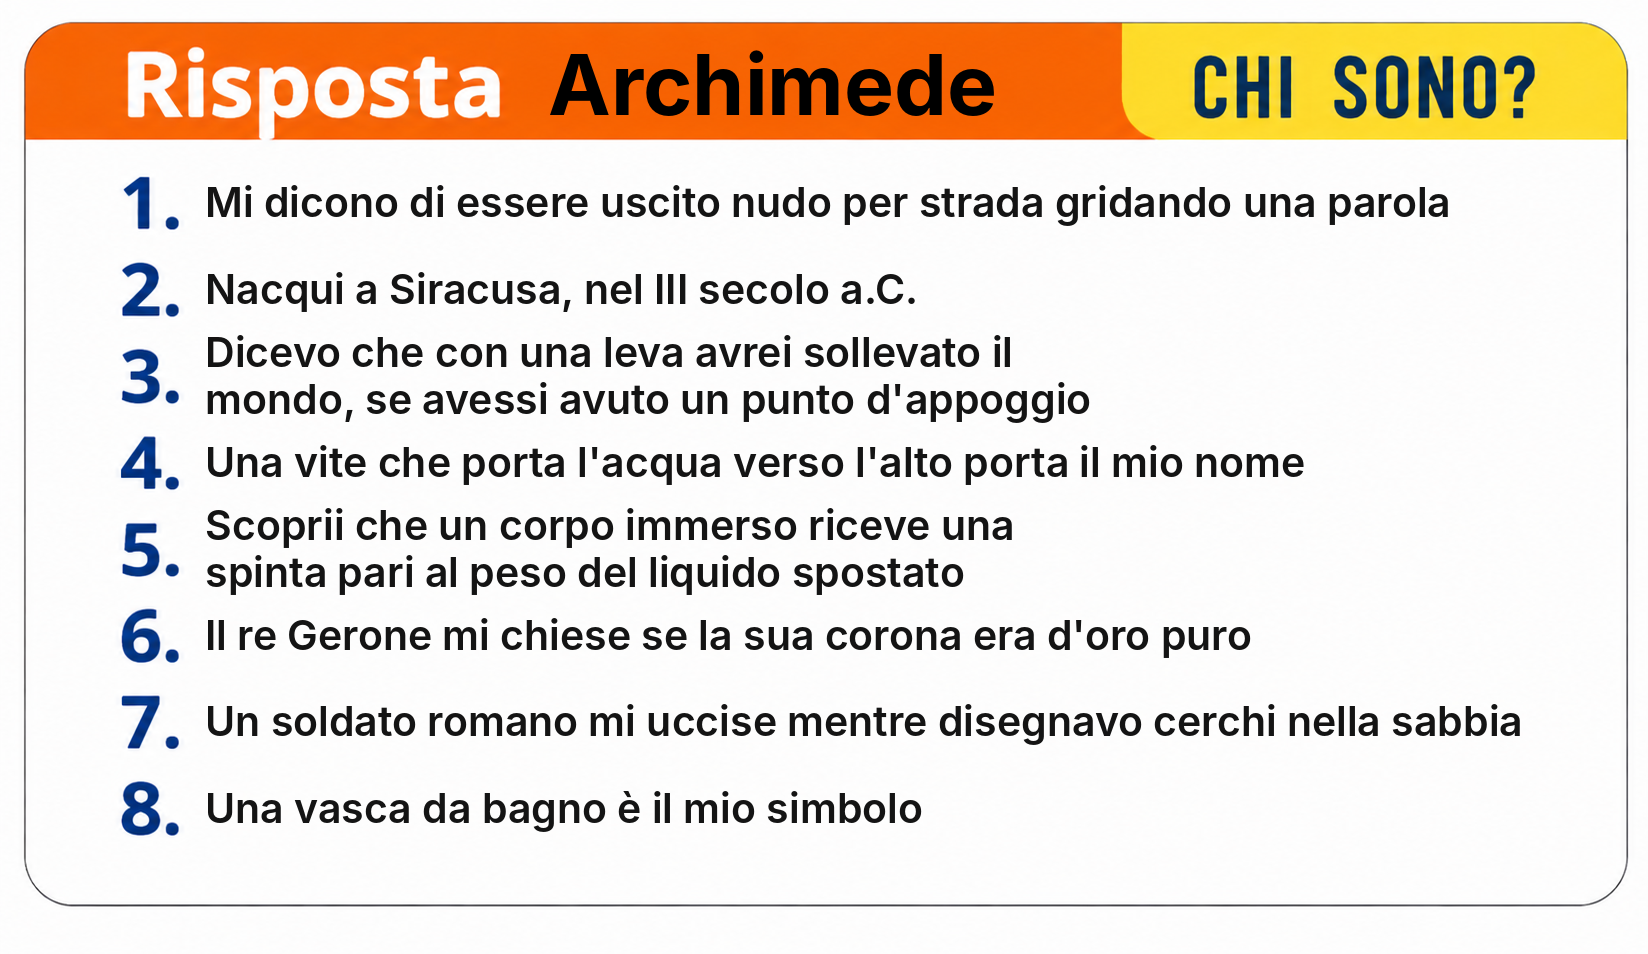 Risposta Archimede CHI SONO?
1. Mi dicono di essere uscito nudo per strada gridando una parola
2. Nacqui a Siracusa, nel III secolo a.C.
3. Dicevo che con una leva avrei sollevato il
mondo, se avessi avuto un punto d'appoggio
4. Una vite che porta l'acqua verso l'alto porta il mio nome
5. Scoprii che un corpo immerso riceve una
spinta pari al peso del liquido spostato
6. Il re Gerone mi chiese se la sua corona era d'oro puro
7. Un soldato romano mi uccise mentre disegnavo cerchi nella sabbia
8. Una vasca da bagno è il mio simbolo